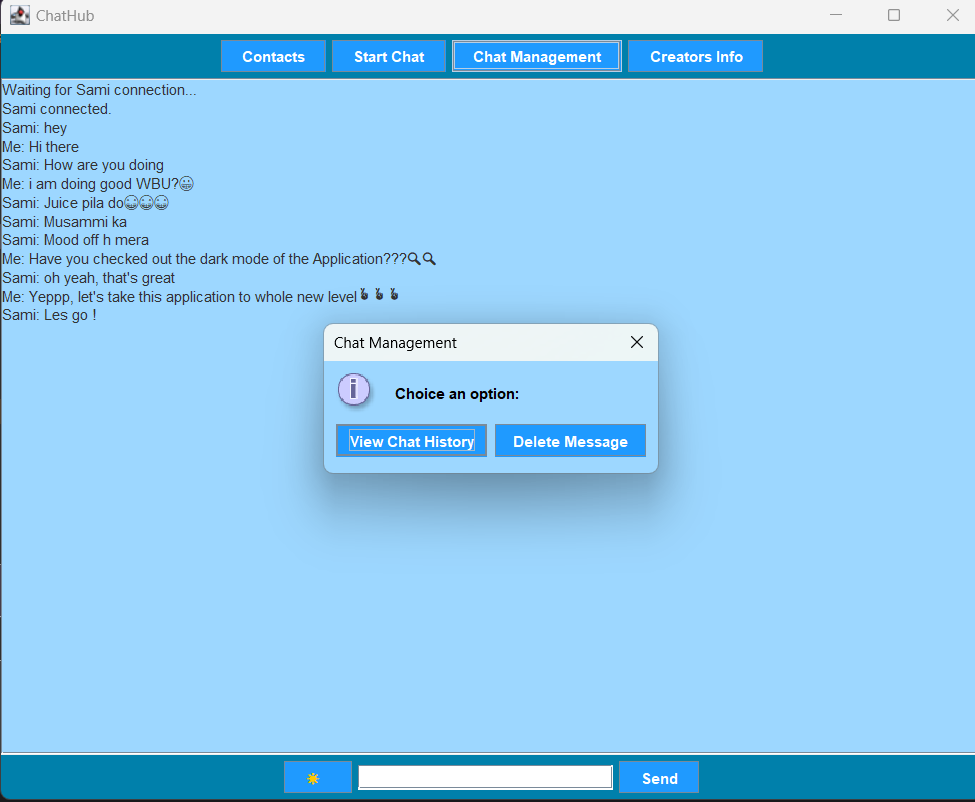 ChatHub
Contacts Start Chat Chat Management Creators Info
Waiting for Sami connection...
Sami connected.
Sami: hey
Me: Hi there
Sami: How are you doing
Me: i am doing good WBU?😀
Sami: Juice pila do😂😂😂
Sami: Musammi ka
Sami: Mood off h mera
Me: Have you checked out the dark mode of the Application???🔍🔍
Sami: oh yeah, that's great
Me: Yeppp, let's take this application to whole new level✌✌✌
Sami: Les go !
Chat Management
Choice an option:
View Chat History Delete Message
Send